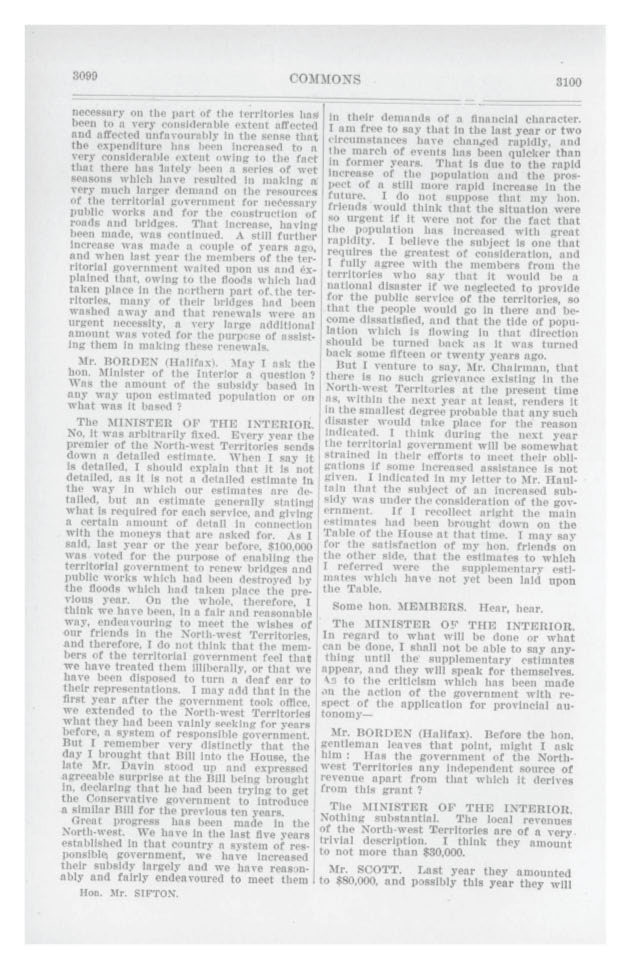 3099
COMMONS
3100
necessary on the part of the territories has
been to a very considerable extent affected
and affected unfavourably in the sense that
the expenditure has been increased to a
very considerable extent owing to the fact
that there has lately been a series of wet
seasons which have resulted in making a
very much larger demand on the resources
of the territorial government for necessary
public works and for the construction of
roads and bridges. That increase, having
been made, was continued. A still further
increase was made a couple of years ago,
and when last year the members of the ter-
ritorial government waited upon us and ex-
plained that, owing to the floods which had
taken place in the northern part of the ter-
ritories, many of their bridges had been
washed away and that renewals were an
urgent necessity, a very large additional
amount was voted for the purpose of assist-
ing them in making these renewals.
Mr. BORDEN (Halifax). May I ask the
hon. Minister of the Interior a question ?
Was the amount of the subsidy based in
any way upon estimated population or on
what was it based ?
The MINISTER OF THE INTERIOR.
No, it was arbitrarily fixed. Every year the
premier of the North-west Territories sends
down a detailed estimate. When I say it
is detailed, I should explain that it is not
detailed, as it is not a detailed estimate in
the way in which our estimates are de-
tailed, but an estimate generally stating
what is required for each service, and giving
a certain amount of detail in connection
with the moneys that are asked for. As I
said, last year or the year before, $100,000
was voted for the purpose of enabling the
territorial government to renew bridges and
public works which had been destroyed by
the floods which had taken place the pre-
vious year. On the whole, therefore, I
think we have been, in a fair and reasonable
way, endeavouring to meet the wishes of
our friends in the North-west Territories,
and therefore, I do not think that the mem-
bers of the territorial government feel that
we have treated them illiberally, or that we
have been disposed to turn a deaf ear to
their representations. I may add that in the
first year after the government took office,
we extended to the North-west Territories
what they had been vainly seeking for years
before, a system of responsible government.
But I remember very distinctly that the
day I brought that Bill into the House, the
late Mr. Davin stood up and expressed
agreeable surprise at the Bill being brought
in, declaring that he had been trying to get
the Conservative government to introduce
a similar Bill for the previous ten years.
Great progress has been made in the
North-west. We have in the last five years
established in that country a system of res-
ponsible government, we have increased
their subsidy largely and we have reason-
ably and fairly endeavoured to meet them
Hon. Mr. SIFTON.
in their demands of a financial character.
I am free to say that in the last year or two
circumstances have changed rapidly, and
the march of events has been quicker than
in former years. That is due to the rapid
increase of the population and the pros-
pect of a still more rapid increase in the
future. I do not suppose that my hon.
friends would think that the situation were
so urgent if it were not for the fact that
the population has increased with great
rapidity. I believe the subject is one that
requires the greatest of consideration, and
I fully agree with the members from the
territories who say that it would be a
national disaster if we neglected to provide
for the public service of the territories, so
that the people would go in there and be-
come dissatisfied, and that the tide of popu-
lation which is flowing in that direction
should be turned back as it was turned
back some fifteen or twenty years ago.
But I venture to say, Mr. Chairman, that
there is no such grievance existing in the
North-west Territories at the present time
as, within the next year at least, renders it
in the smallest degree probable that any such
disaster would take place for the reason
indicated. I think during the next year
the territorial government will be somewhat
strained in their efforts to meet their obli-
gations if some increased assistance is not
given. I indicated in my letter to Mr. Haul-
tain that the subject of an increased sub-
sidy was under the consideration of the gov-
ernment. If I recollect aright the main
estimates had been brought down on the
Table of the House at that time. I may say
for the satisfaction of my hon. friends on
the other side, that the estimates to which
I referred were the supplementary esti-
mates which have not yet been laid upon
the Table.
Some hon. MEMBERS. Hear, hear.
The MINISTER OF THE INTERIOR.
In regard to what will be done or what
can be done, I shall not be able to say any-
thing until the supplementary estimates
appear, and they will speak for themselves.
As to the criticism which has been made
on the action of the government with re-
spect of the application for provincial au-
tonomy—
Mr. BORDEN (Halifax). Before the hon.
gentleman leaves that point, might I ask
him : Has the government of the North-
west Territories any independent source of
revenue apart from that which it derives
from this grant ?
The MINISTER OF THE INTERIOR.
Nothing substantial. The local revenues
of the North-west Territories are of a very
trivial description. I think they amount
to not more than $30,000.
Mr. SCOTT. Last year they amounted
to $80,000, and possibly this year they will